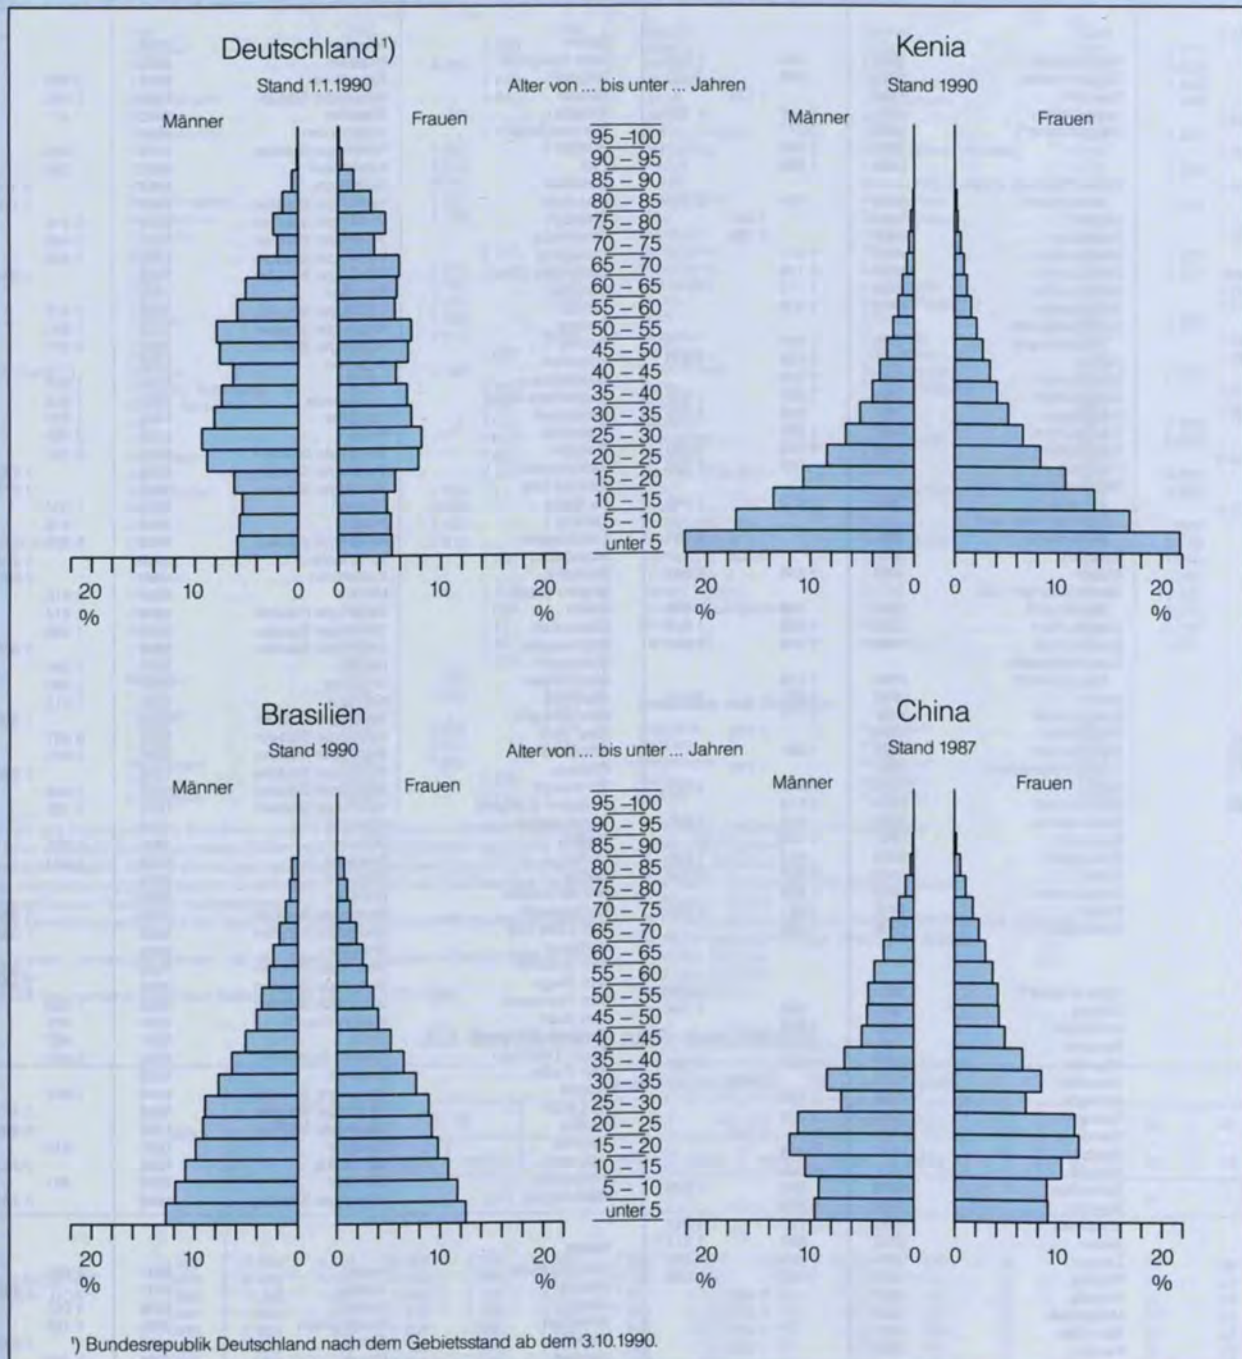 Deutschland¹)
Stand 1.1.1990
Männer
Frauen
Alter von ... bis unter ... Jahren
95 – 100
90 – 95
85 – 90
80 – 85
75 – 80
70 – 75
65 – 70
60 – 65
55 – 60
50 – 55
45 – 50
40 – 45
35 – 40
30 – 35
25 – 30
20 – 25
15 – 20
10 – 15
5 – 10
unter 5
20 10 0 0 10 20
% %
Kenia
Stand 1990
Männer
Frauen
20 10 0 0 10 20
% %
Brasilien
Stand 1990
Männer
Frauen
Alter von ... bis unter ... Jahren
95 – 100
90 – 95
85 – 90
80 – 85
75 – 80
70 – 75
65 – 70
60 – 65
55 – 60
50 – 55
45 – 50
40 – 45
35 – 40
30 – 35
25 – 30
20 – 25
15 – 20
10 – 15
5 – 10
unter 5
20 10 0 0 10 20
% %
China
Stand 1987
Männer
Frauen
20 10 0 0 10 20
% %
¹) Bundesrepublik Deutschland nach dem Gebietsstand ab dem 3.10.1990.